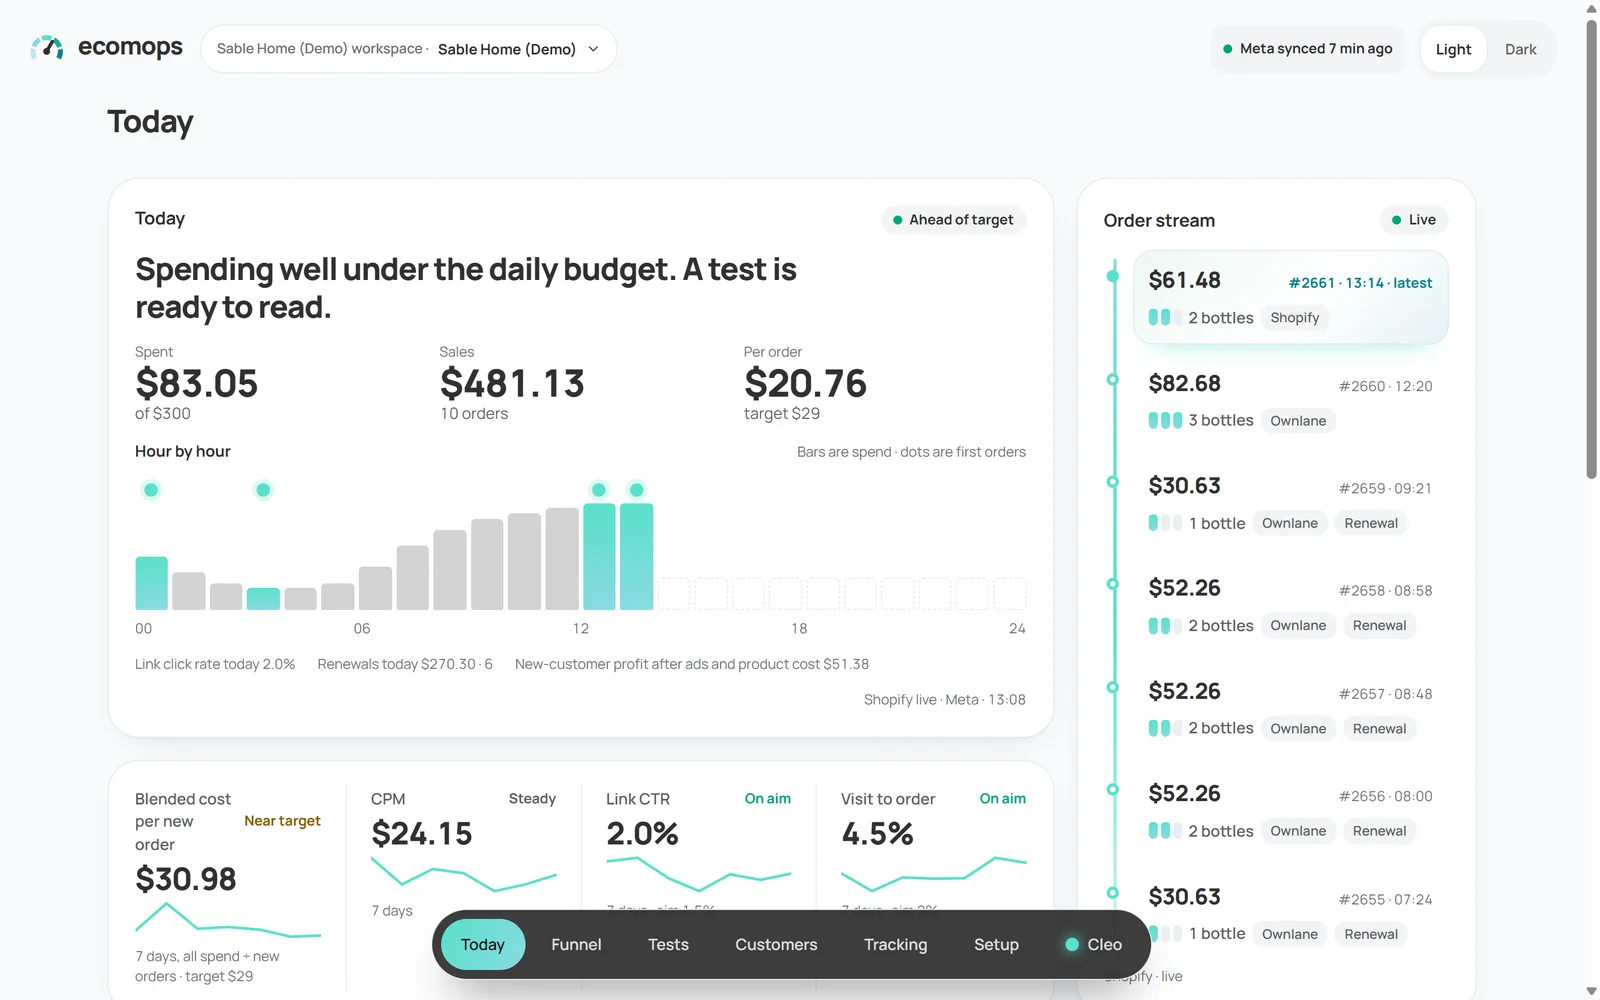 ecomops
Sable Home (Demo) workspace · Sable Home (Demo)
Meta synced 7 min ago
Light
Dark
Today
Today
Ahead of target
Spending well under the daily budget. A test is
ready to read.
Spent
$83.05
of $300
Sales
$481.13
10 orders
Per order
$20.76
target $29
Hour by hour
Bars are spend · dots are first orders
00 06 12 18 24
Link click rate today 2.0% Renewals today $270.30 · 6 New-customer profit after ads and product cost $51.38
Shopify live · Meta · 13:08
Blended cost
per new
order
Near target
$30.98
7 days, all spend ÷ new
orders · target $29
CPM
Steady
$24.15
7 days
Link CTR
On aim
2.0%
7 days · aim 1.5%
Visit to order
On aim
4.5%
7 days · aim 2%
Order stream
Live
$61.48
#2661 · 13:14 · latest
2 bottles Shopify
$82.68
#2660 · 12:20
3 bottles Ownlane
$30.63
#2659 · 09:21
1 bottle Ownlane Renewal
$52.26
#2658 · 08:58
2 bottles Ownlane Renewal
$52.26
#2657 · 08:48
2 bottles Ownlane Renewal
$52.26
#2656 · 08:00
2 bottles Ownlane Renewal
$30.63
#2655 · 07:24
1 bottle Ownlane Renewal
Shopify · live
Today Funnel Tests Customers Tracking Setup Cleo